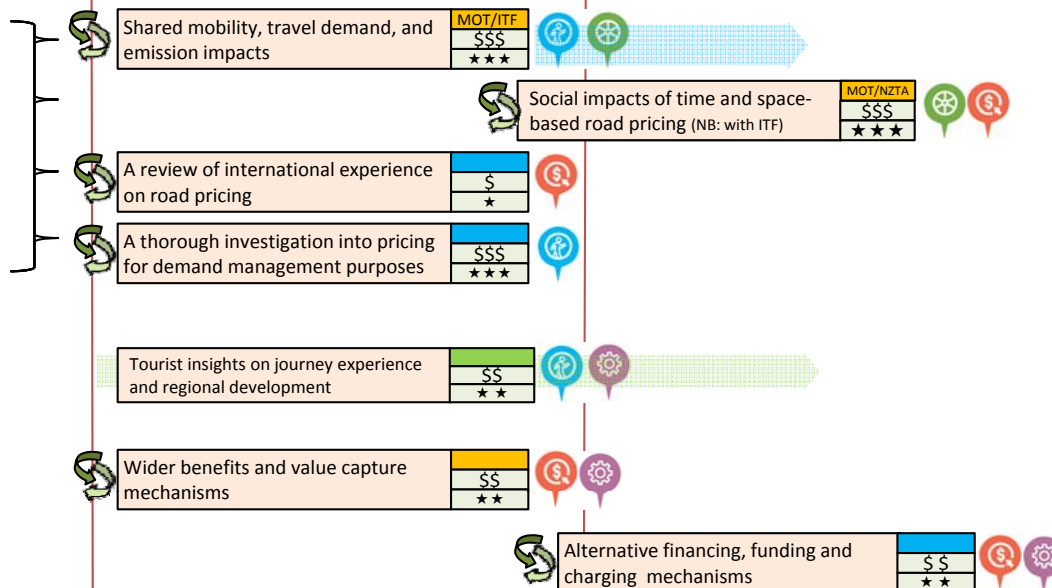 Shared mobility, travel demand, and
emission impacts
MOT/ITF
$$$
★★★
Social impacts of time and space-
based road pricing (NB: with ITF)
MOT/NZTA
$$$
★ ★ ★
A review of international experience
on road pricing
$
★
A thorough investigation into pricing
for demand management purposes
$$$
★★★
Tourist insights on journey experience
and regional development
$$
★ ★
Wider benefits and value capture
mechanisms
$$
★★
Alternative financing, funding and
charging mechanisms
$ $
★ ★